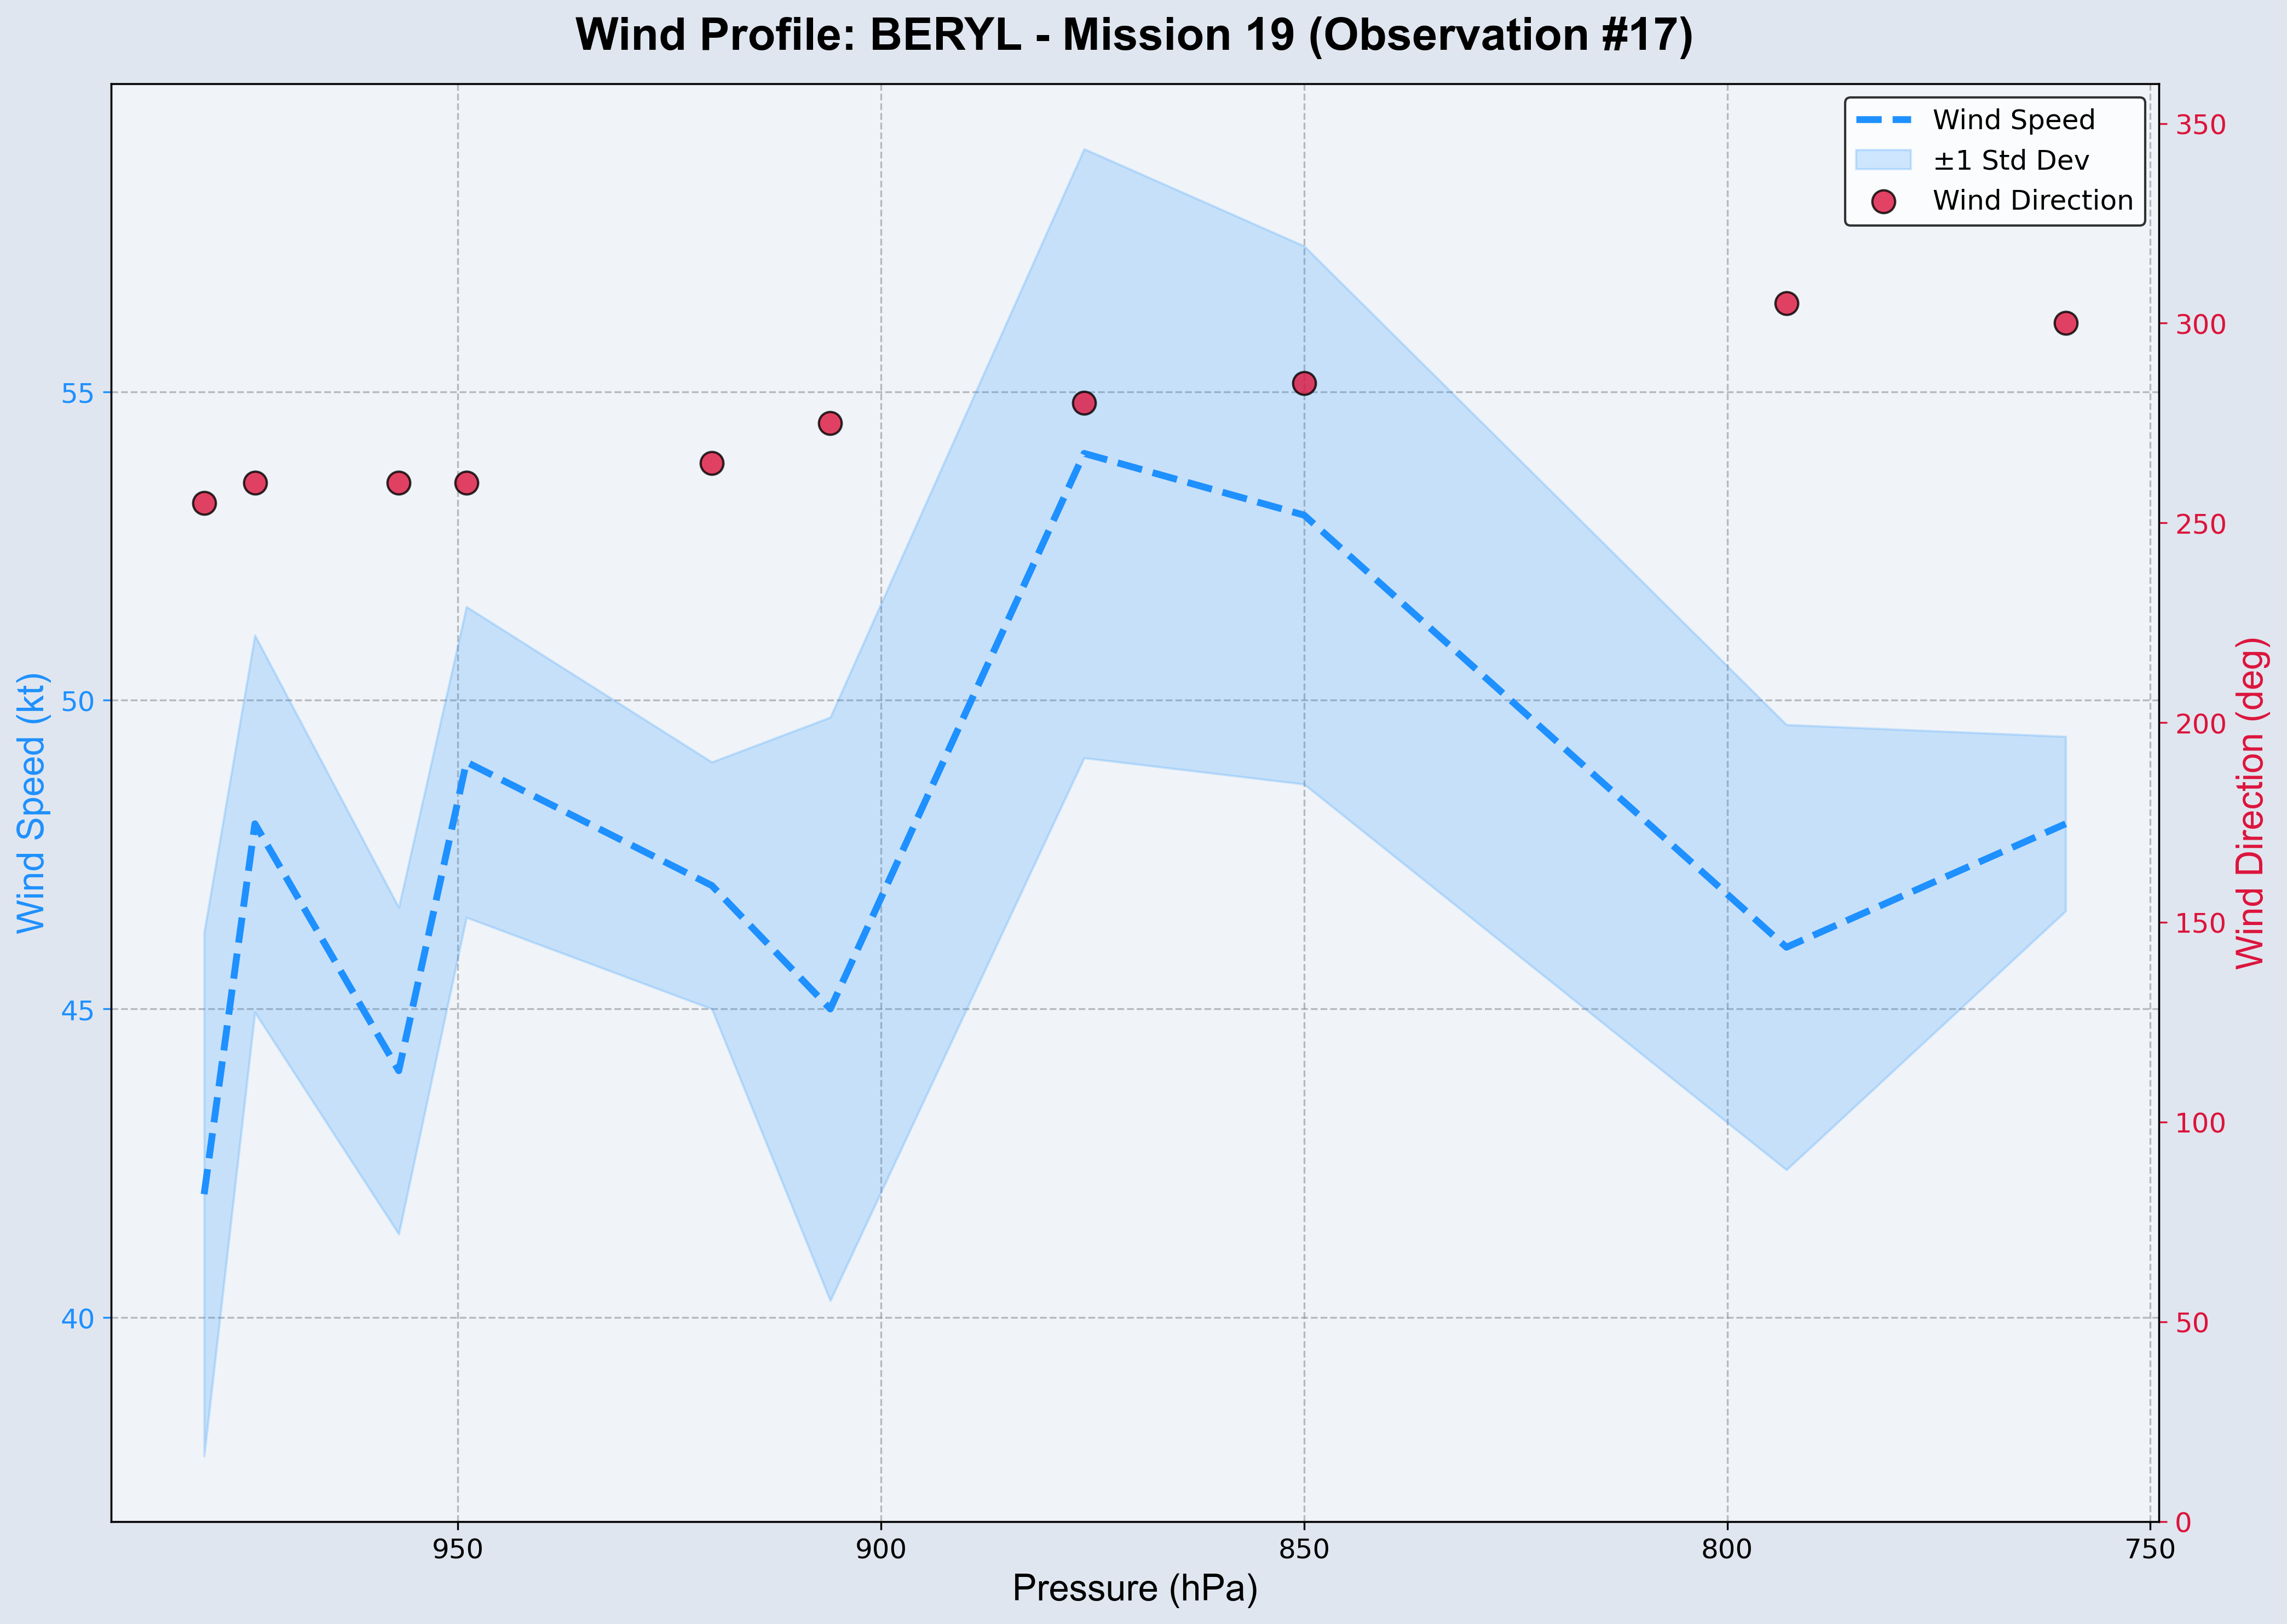 Wind Profile: BERYL - Mission 19 (Observation #17)
Wind Speed
±1 Std Dev
Wind Direction
Wind Speed (kt)
55
50
45
40
350
300
250
200
150
100
50
0
Wind Direction (deg)
950
900
850
800
750
Pressure (hPa)